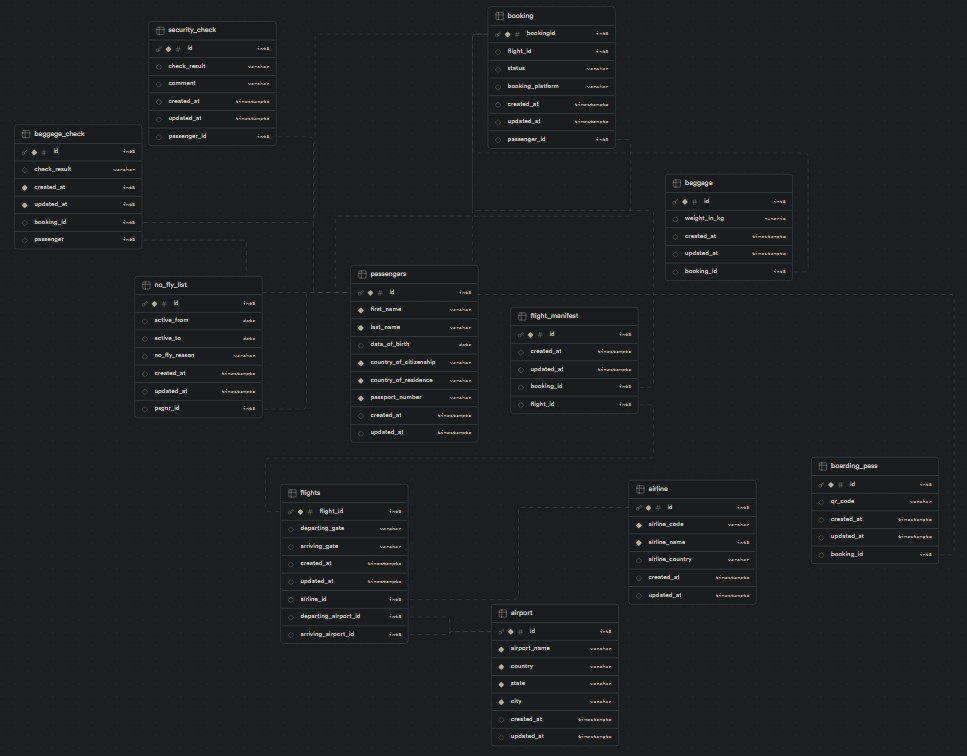 booking
bookingid int8
flight_id int8
status varchar
booking_platform varchar
created_at timestamptz
updated_at timestamptz
passenger_id int8
security_check
id int8
check_result varchar
comment varchar
created_at timestamptz
updated_at timestamptz
passenger_id int8
baggage_check
id int8
check_result varchar
created_at int8
updated_at int8
booking_id int8
passenger int8
baggage
id int8
weight_in_kg numeric
created_at timestamptz
updated_at timestamptz
booking_id int8
passengers
id int8
first_name varchar
last_name varchar
data_of_birth date
country_of_citizenship varchar
country_of_residence varchar
passport_number varchar
created_at timestamptz
updated_at timestamptz
no_fly_list
id int8
active_from date
active_to date
no_fly_reason varchar
created_at timestamptz
updated_at timestamptz
psgnr_id int8
flight_manifest
id int8
created_at timestamptz
updated_at timestamptz
booking_id int8
flight_id int8
boarding_pass
id int8
qr_code varchar
created_at timestamptz
updated_at timestamptz
booking_id int8
flights
flight_id int8
departing_gate varchar
arriving_gate varchar
created_at timestamptz
updated_at timestamptz
airline_id int8
departing_airport_id int8
arriving_airport_id int8
airline
id int8
airline_code varchar
airline_name int8
airline_country varchar
created_at timestamptz
updated_at timestamptz
airport
id int8
airport_name varchar
country varchar
state varchar
city varchar
created_at timestamptz
updated_at timestamptz